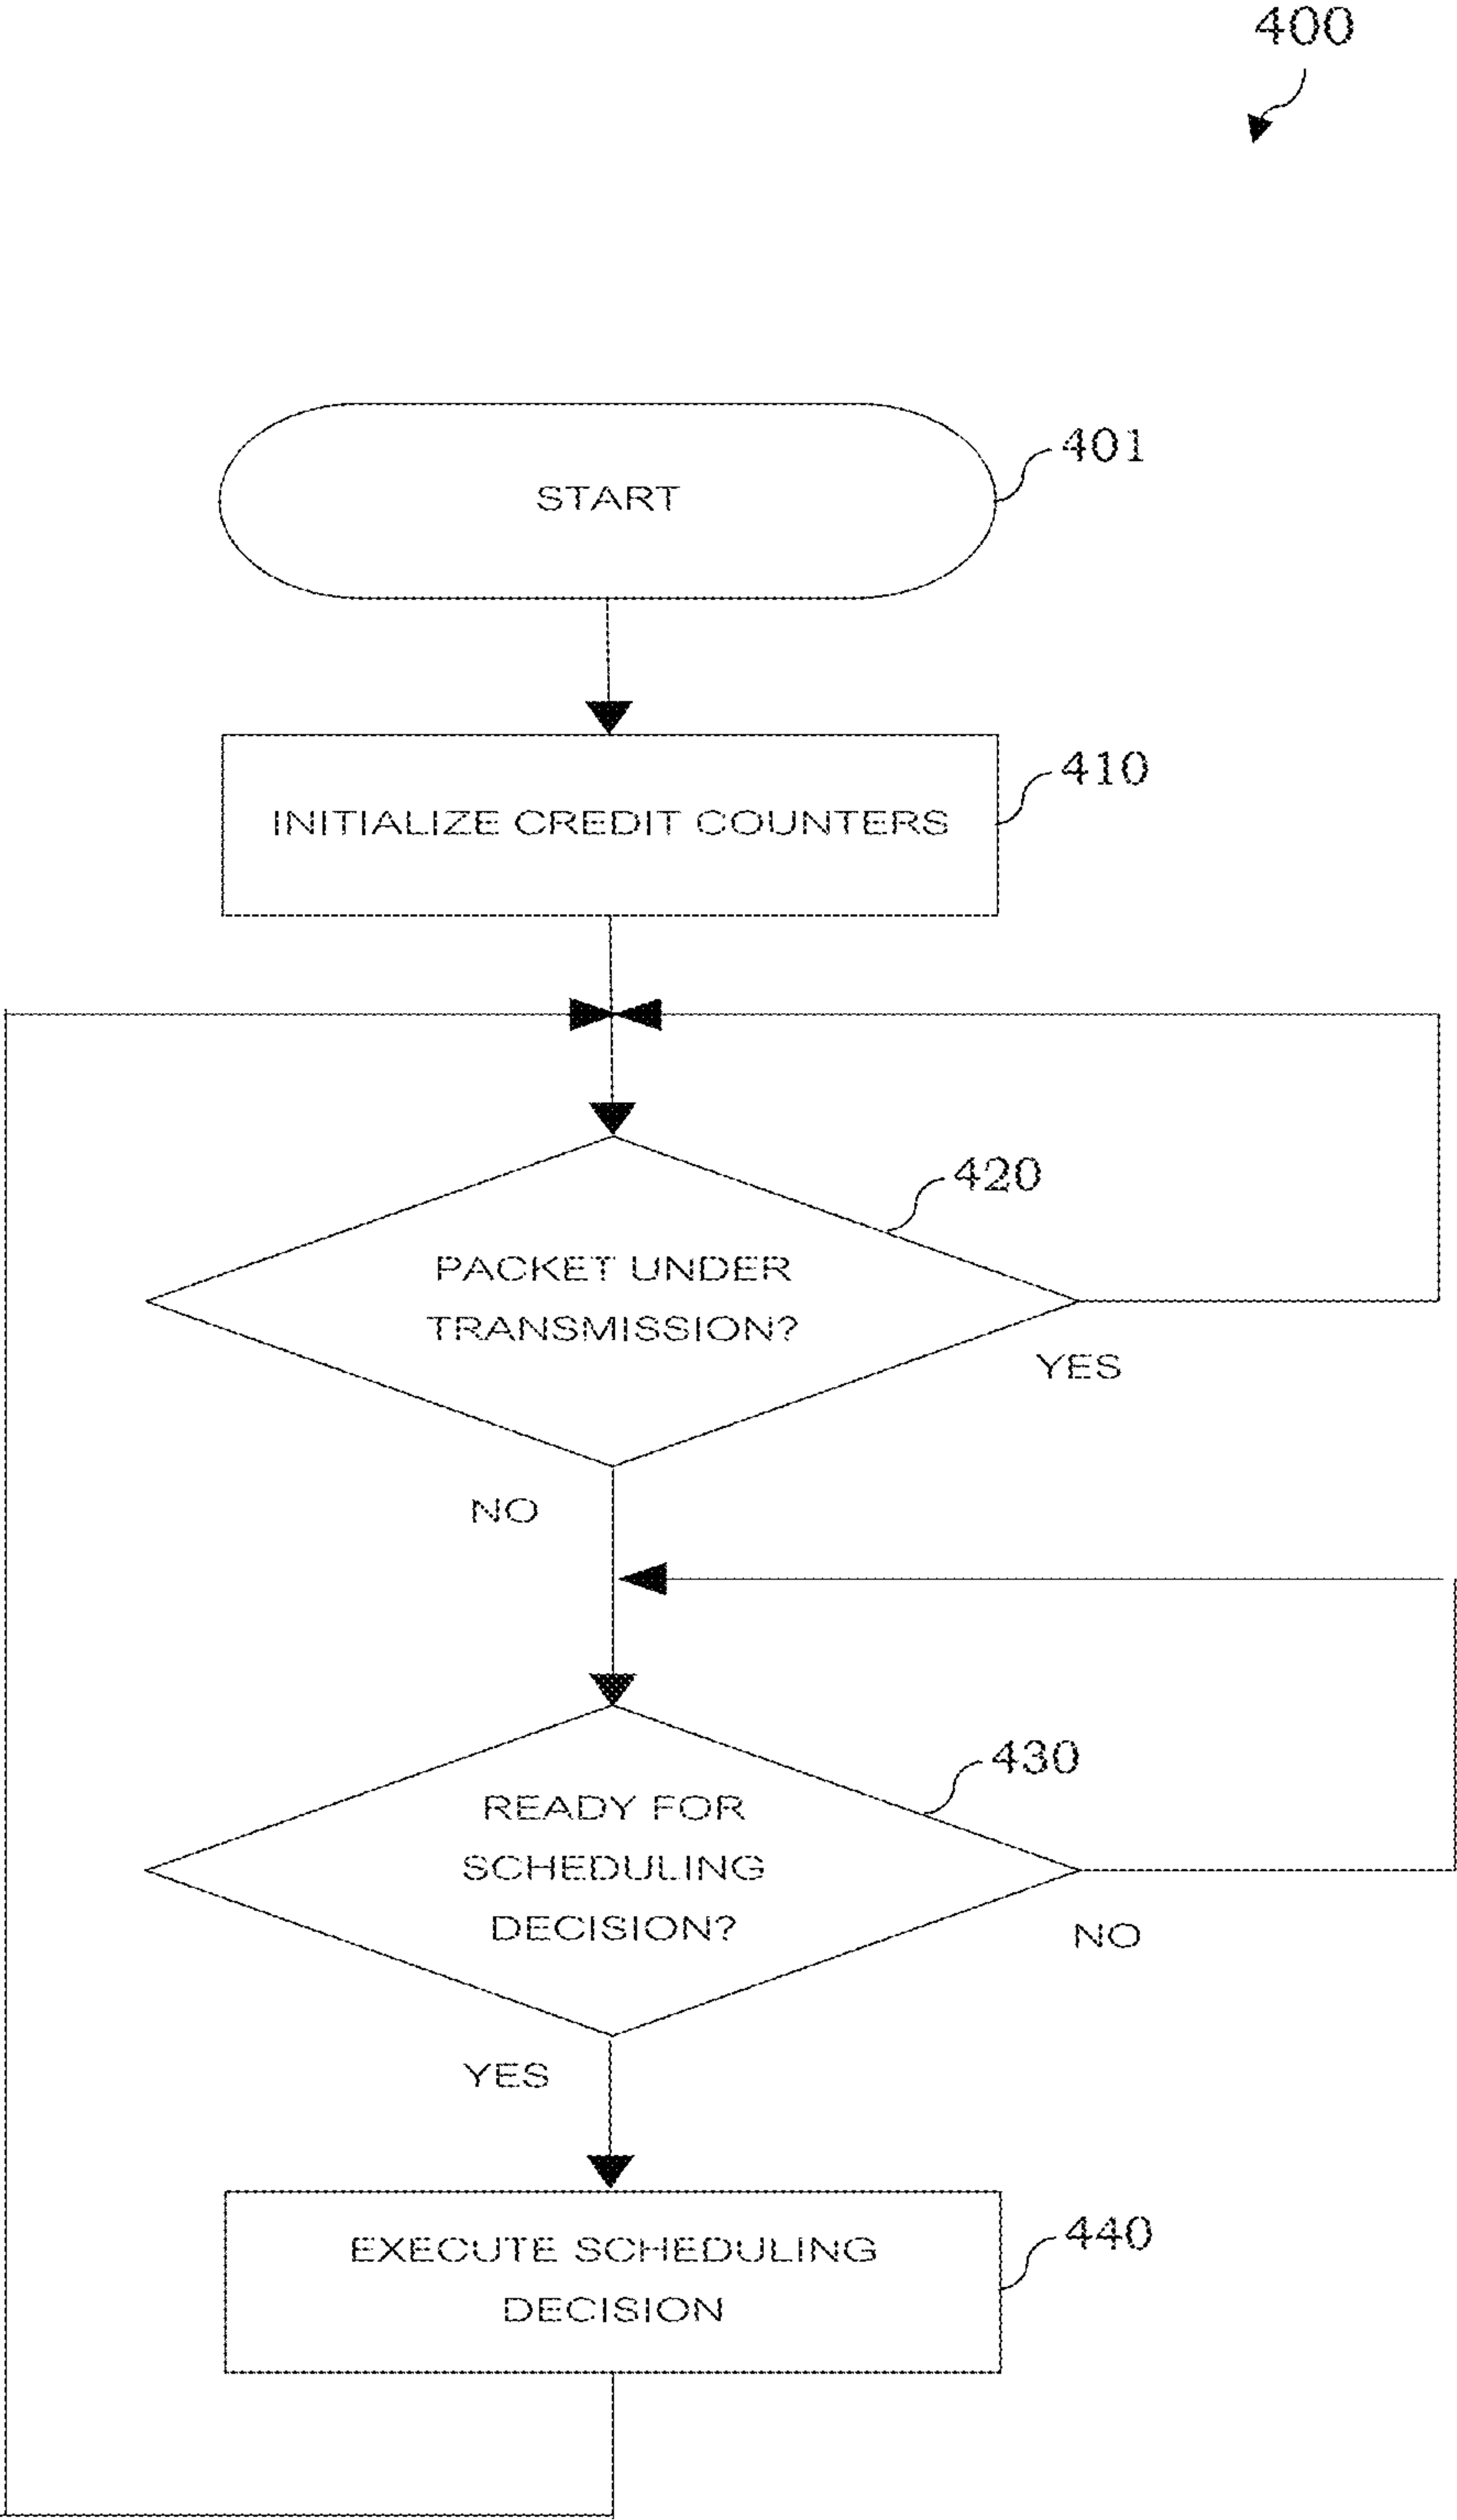 400
START
401
INITIALIZE CREDIT COUNTERS
410
420
PACKET UNDER
TRANSMISSION?
YES
NO
430
READY FOR
SCHEDULING
DECISION?
NO
YES
EXECUTE SCHEDULING
DECISION
440